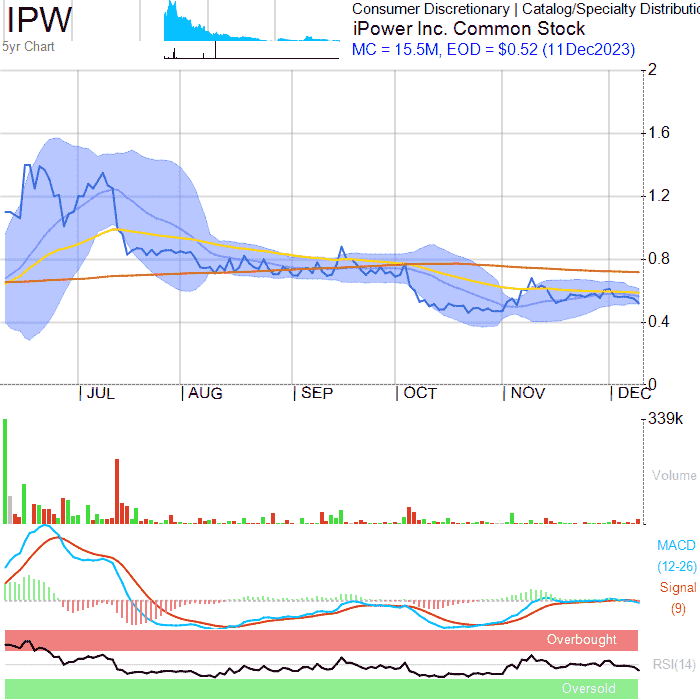 IPW
5yr Chart
Consumer Discretionary | Catalog/Specialty Distributio
iPower Inc. Common Stock
MC = 15.5M, EOD = $0.52 (11Dec2023)
2
1.6
1.2
0.8
0.4
0
JUL AUG SEP OCT NOV DEC
339k
Volume
MACD
(12-26)
Signal
(9)
Overbought
RSI(14)
Oversold